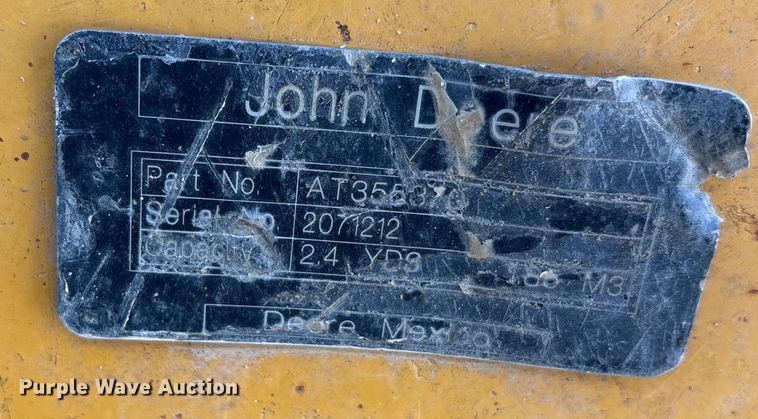 John Deere
Part No.
Serial No. 2071212
Capacity 2.4 YD3 M3
Deere Mexico
Purple Wave Auction